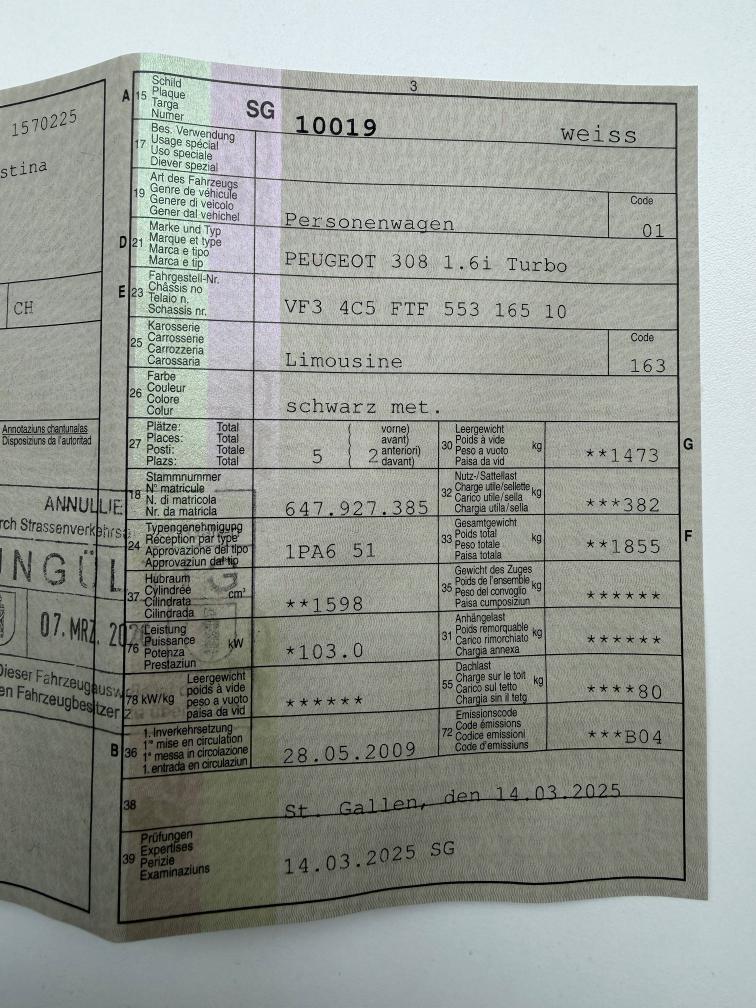 1570225
stina
CH
Annotaziuns chantunalas
Disposiziuns da l'autoritad
ANNULLIE
rch Strassenverkehrs
UNGÜL
07. MRZ. 202
Dieser Fahrzeugausw
en Fahrzeugbesitzer
3
A 15 Schild
Plaque
Targa
Numer
SG 10019 weiss
17 Bes. Verwendung
Usage spécial
Uso speciale
Diever spezial
19 Art des Fahrzeugs
Genre de véhicule
Genere di veicolo
Gener dal vehichel
Personenwagen
Code
01
D 21 Marke und Typ
Marque et type
Marca e tipo
Marca e tip
PEUGEOT 308 1.6i Turbo
E 23 Fahrgestell-Nr.
Châssis no
Telaio n.
Schassis nr.
VF3 4C5 FTF 553 165 10
25 Karosserie
Carrosserie
Carrozzeria
Carossaria
Limousine
Code
163
26 Farbe
Couleur
Colore
Colur
schwarz met.
27 Plätze: Total
Places: Total
Posti: Totale
Plazs: Total
5
2
vorne)
avant)
anteriori)
davant)
30 Leergewicht
Poids à vide
Peso a vuoto
Paisa da vid
kg
**1473
G
18 Stammnummer
N° matricule
N. di matricola
Nr. da matricla
647.927.385
32 Nutz-/Sattellast
Charge utile/sellette
Carico utile/sella
Chargia utila/sella
kg
***382
24 Typengenehmigung
Réception par type
Approvazione del tipo
Approvaziun dal tip
1PA6 51
33 Gesamtgewicht
Poids total
Peso totale
Paisa totala
kg
**1855
F
37 Hubraum
Cylindrée
Cilindrata
Cilindrada
cm³
**1598
35 Gewicht des Zuges
Poids de l'ensemble
Peso del convoglio
Paisa cumposiziun
kg
******
76 Leistung
Puissance
Potenza
Prestaziun
kW
*103.0
31 Anhängelast
Poids remorquable
Carico rimorchiato
Chargia annexa
kg
******
78 kW/kg
Leergewicht
poids à vide
peso a vuoto
paisa da vid
******
55 Dachlast
Charge sur le toit
Carico sul tetto
Chargia sin il tetg
kg
****80
B 36 1. Inverkehrsetzung
1re mise en circulation
1a messa in circolazione
1. entrada en circulaziun
28.05.2009
72 Emissionscode
Code émissions
Codice emissioni
Code d'emissiuns
***B04
38
St. Gallen, den 14.03.2025
39 Prüfungen
Expertises
Perizie
Examinaziuns
14.03.2025 SG